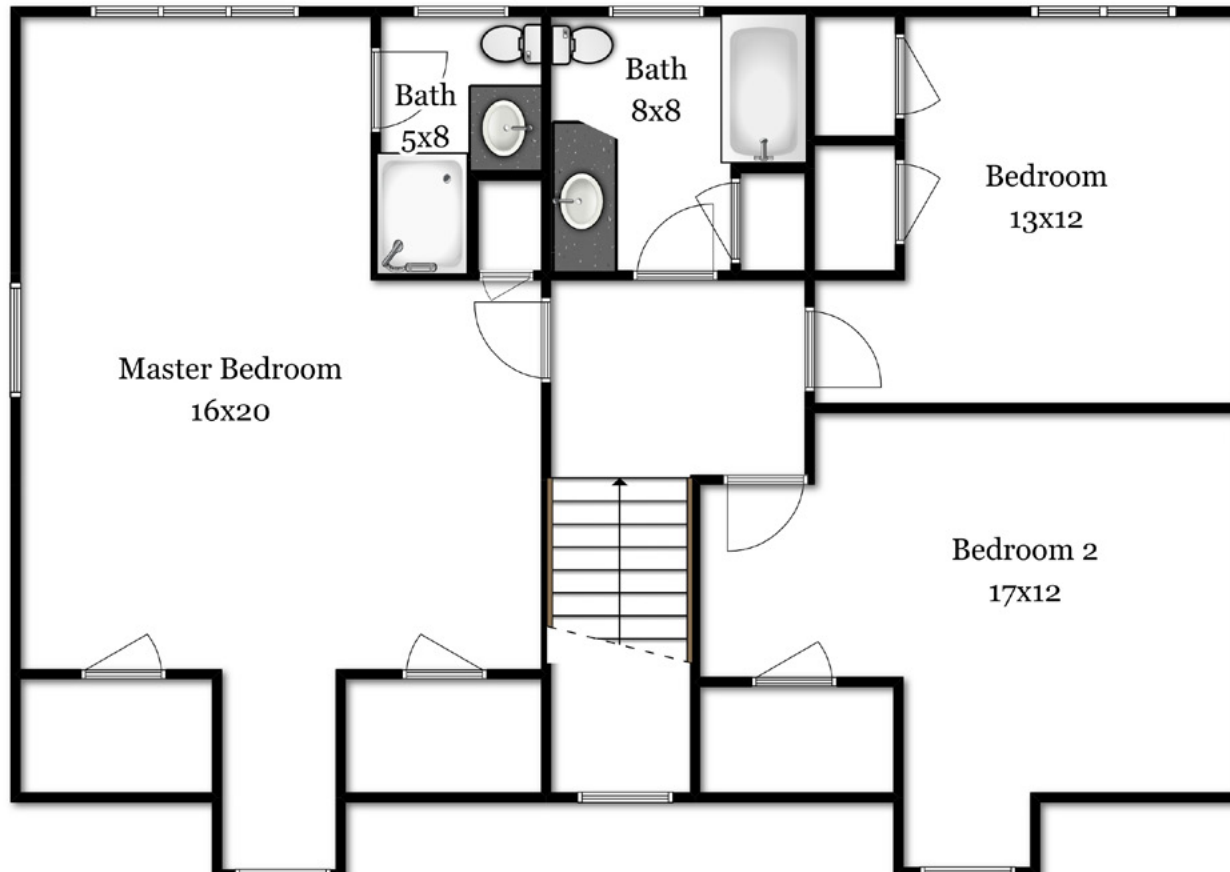 Bath
5x8
Bath
8x8
Bedroom
13x12
Master Bedroom
16x20
Bedroom 2
17x12